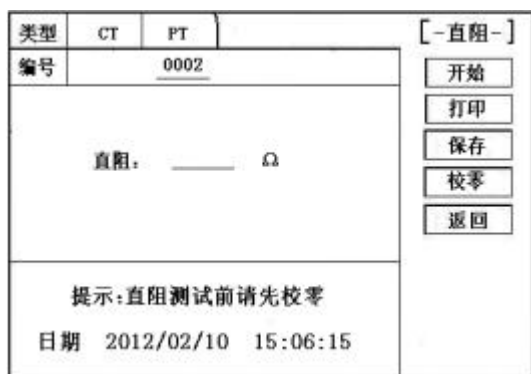 类型 CT PT
编号 0002
直阻: ____ Ω
提示:直阻测试前请先校零
日期 2012/02/10 15:06:15
[-直阻-]
开始
打印
保存
校零
返回